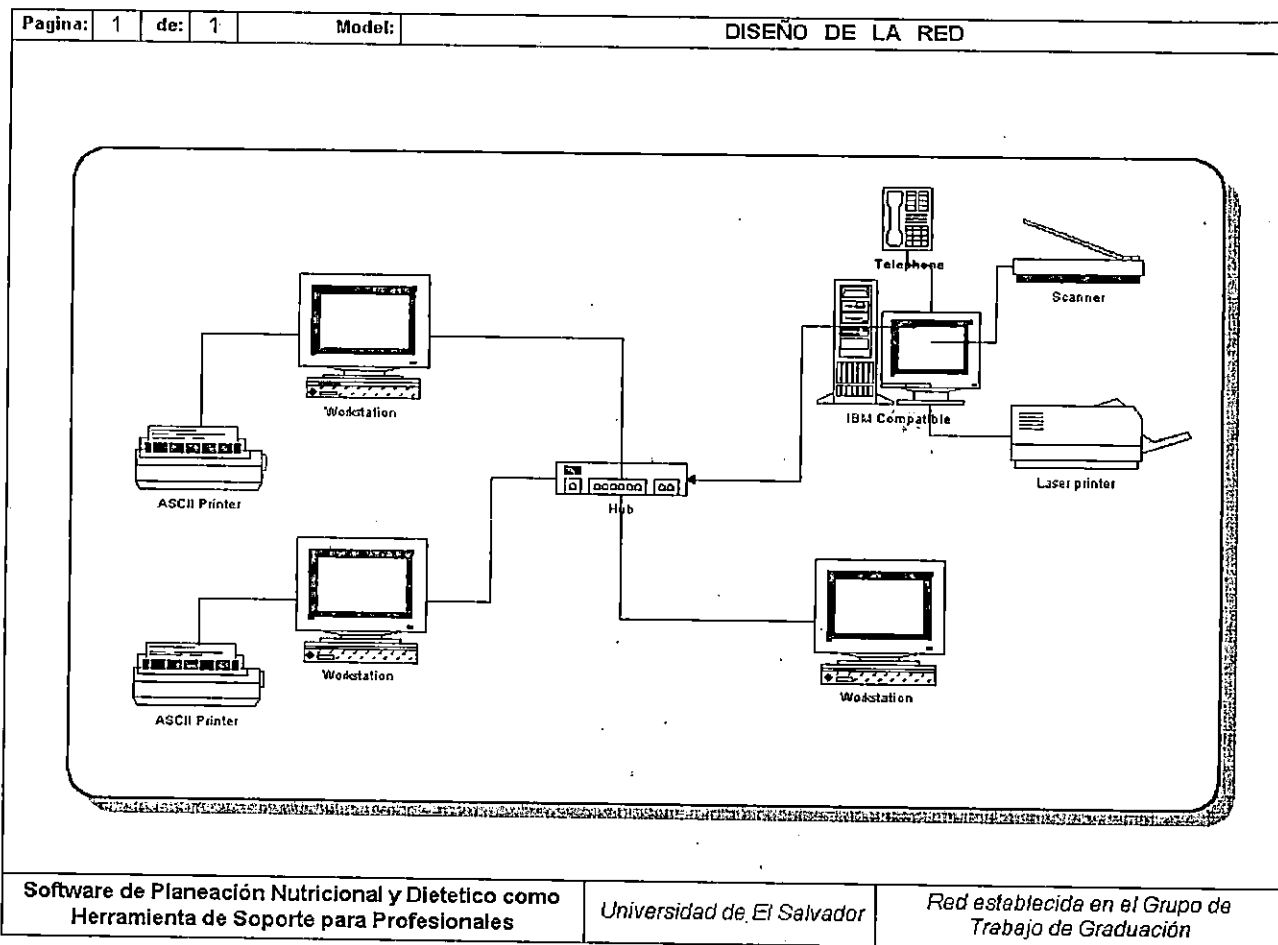 Pagina: 1 de: 1 Model: DISEÑO DE LA RED
Telephone
Scanner
Workstation
IBM Compatible
Laser printer
ASCII Printer
Hub
Workstation
Workstation
ASCII Printer
Software de Planeación Nutricional y Dietetico como
Herramienta de Soporte para Profesionales
Universidad de El Salvador
Red establecida en el Grupo de
Trabajo de Graduación